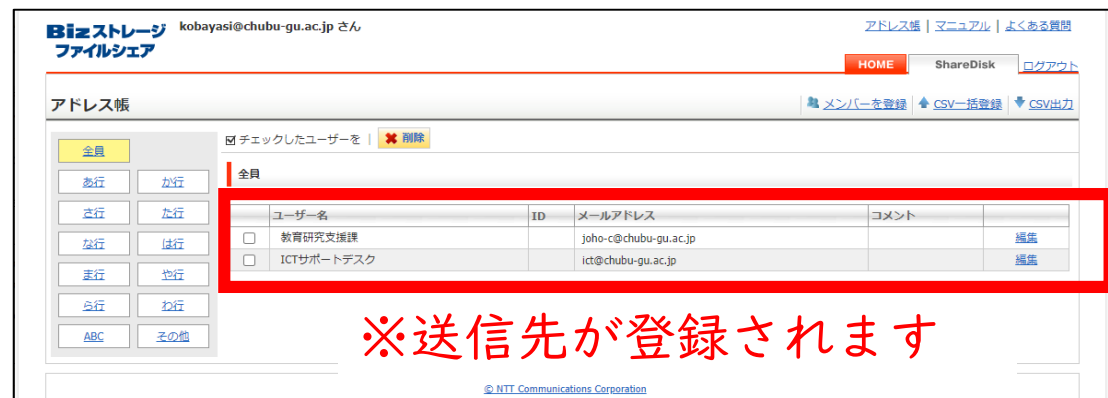 Bizストレージ
ファイルシェア
kobayasi@chubu-gu.ac.jp さん
アドレス帳 | マニュアル | よくある質問
HOME ShareDisk ログアウト
アドレス帳
メンバーを登録 CSV一括登録 CSV出力
チェックしたユーザーを | 削除
全員
あ行 か行
さ行 た行
な行 は行
ま行 や行
ら行 わ行
ABC その他
全員
ユーザー名 ID メールアドレス コメント
教育研究支援課 joho-c@chubu-gu.ac.jp 編集
ICTサポートデスク ict@chubu-gu.ac.jp 編集
※送信先が登録されます
© NTT Communications Corporation